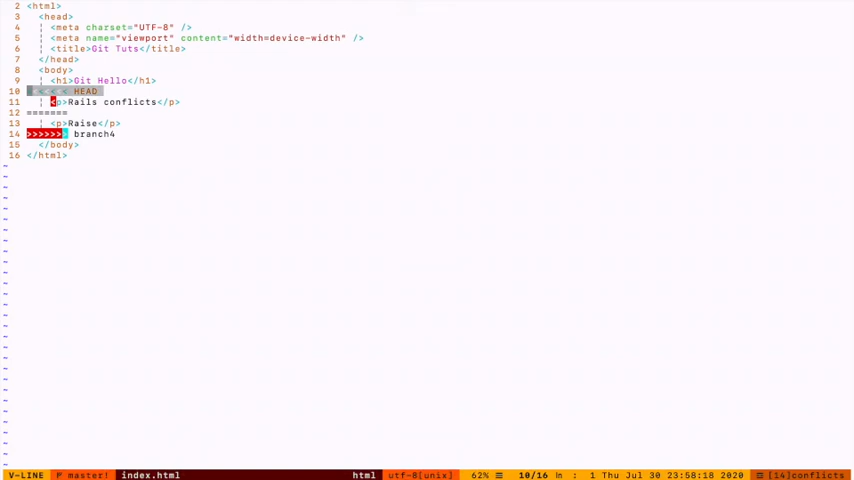 2 <html>
3 <head>
4 <meta charset="UTF-8" />
5 <meta name="viewport" content="width=device-width" />
6 <title>Git Tuts</title>
7 </head>
8 <body>
9 <h1>Git Hello</h1>
10 <<<<<<< HEAD
11 <p>Rails conflicts</p>
12 =======
13 <p>Raise</p>
14 >>>>>>> branch4
15 </body>
16 </html>
V-LINE master! index.html html utf-8[unix] 62% 10/16 ln : 1 Thu Jul 30 23:58:18 2020 [14]conflicts